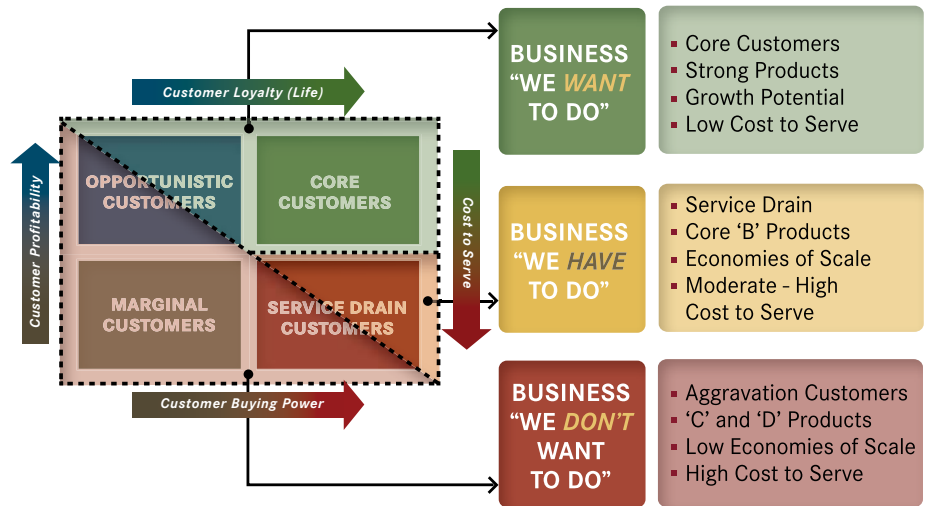 Customer Loyalty (Life)
Customer Profitability
OPPORTUNISTIC
CUSTOMERS
CORE
CUSTOMERS
MARGINAL
CUSTOMERS
SERVICE DRAIN
CUSTOMERS
Cost to Serve
Customer Buying Power
BUSINESS
“WE WANT
TO DO”
Core Customers
Strong Products
Growth Potential
Low Cost to Serve
BUSINESS
“WE HAVE
TO DO”
Service Drain
Core ‘B’ Products
Economies of Scale
Moderate - High
Cost to Serve
BUSINESS
“WE DON’T
WANT
TO DO”
Aggravation Customers
‘C’ and ‘D’ Products
Low Economies of Scale
High Cost to Serve